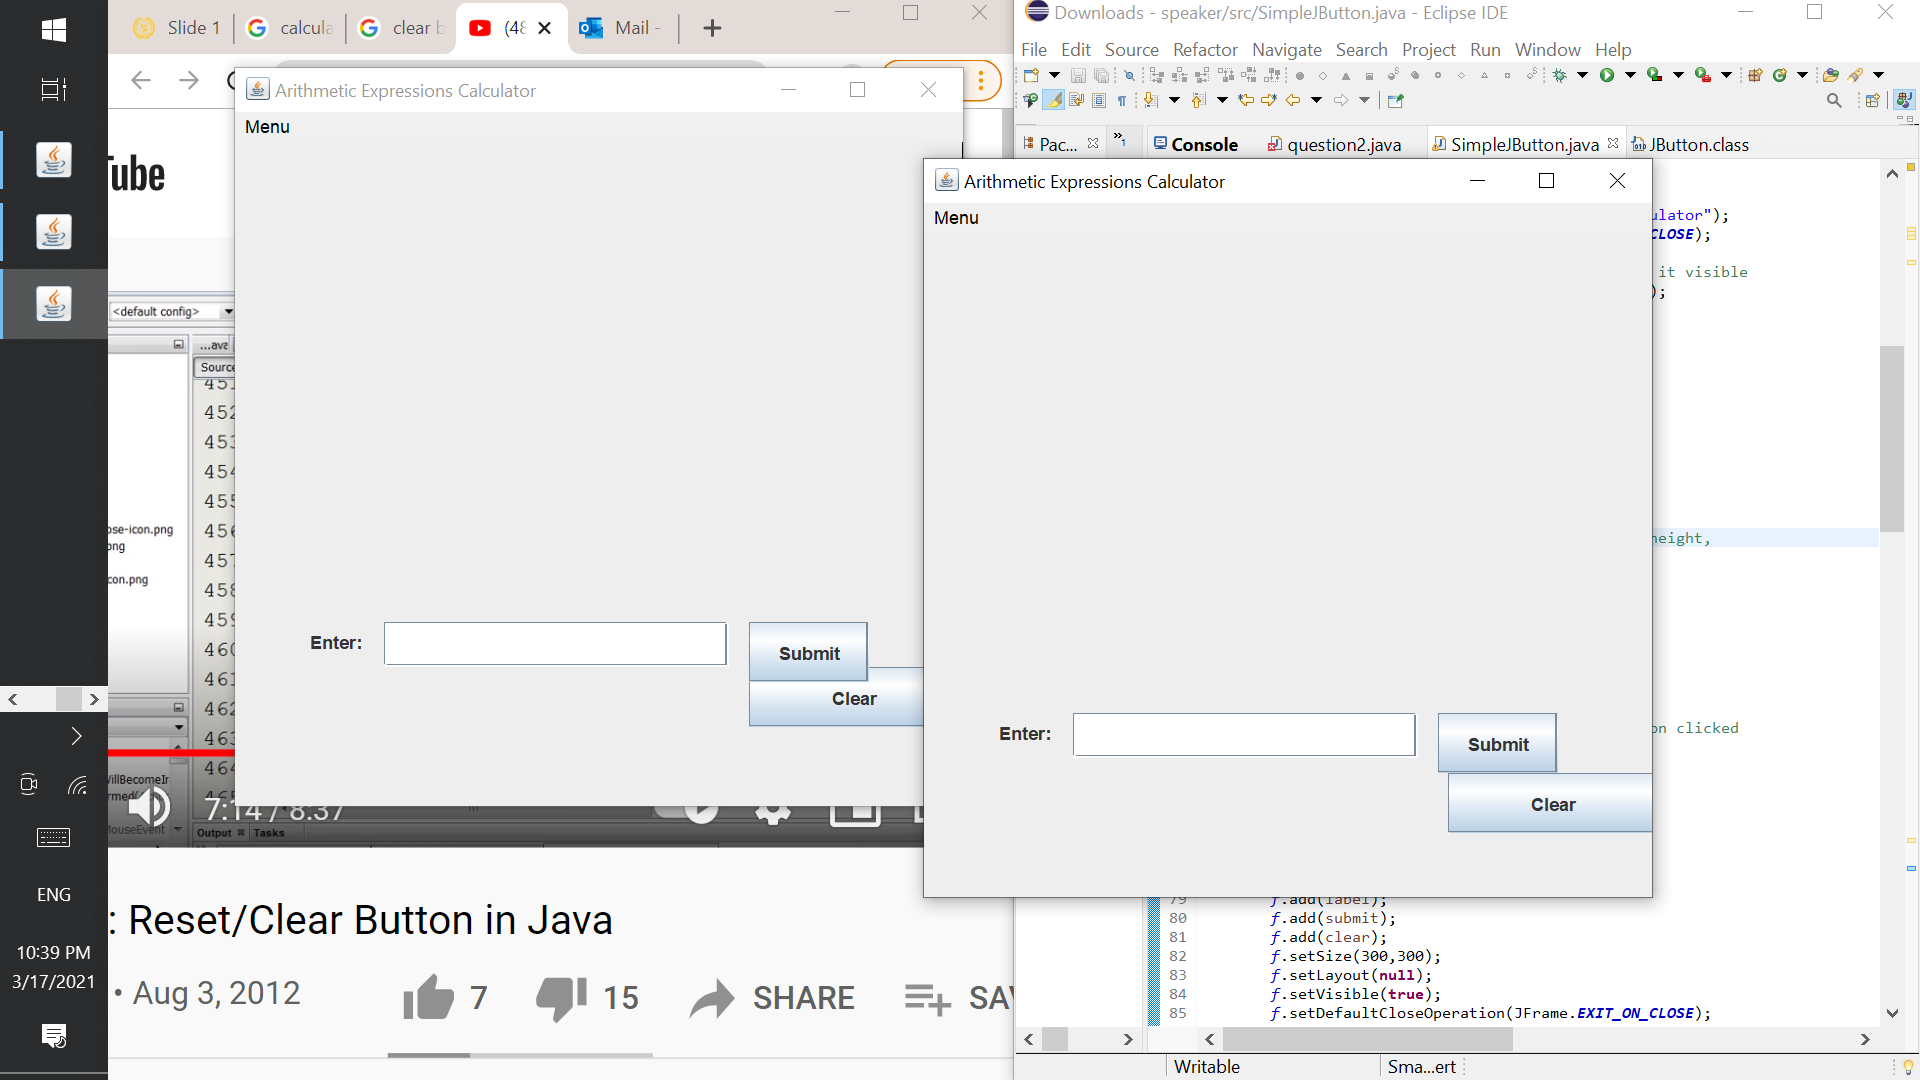 Slide 1
calcula
clear b
(48
Mail -
Downloads - speaker/src/SimpleJButton.java - Eclipse IDE
File Edit Source Refactor Navigate Search Project Run Window Help
Arithmetic Expressions Calculator
Menu
Pac...
»1
Console
question2.java
SimpleJButton.java
JButton.class
Tube
Arithmetic Expressions Calculator
Menu
ulator");
CLOSE);
it visible
);
<default config>
...ava
Source
451
452
453
454
455
456
457
458
459
460
461
462
463
464
465
ose-icon.png
png
con.png
height,
Enter:
Submit
Clear
Enter:
Submit
Clear
on clicked
WillBecomeIn
ouseEvent
7:14 / 8:37
Output
Tasks
ENG
10:39 PM
3/17/2021
: Reset/Clear Button in Java
• Aug 3, 2012
7
15
SHARE
SAV
79 f.add(label);
80 f.add(submit);
81 f.add(clear);
82 f.setSize(300,300);
83 f.setLayout(null);
84 f.setVisible(true);
85 f.setDefaultCloseOperation(JFrame.EXIT_ON_CLOSE);
Writable
Sma...ert